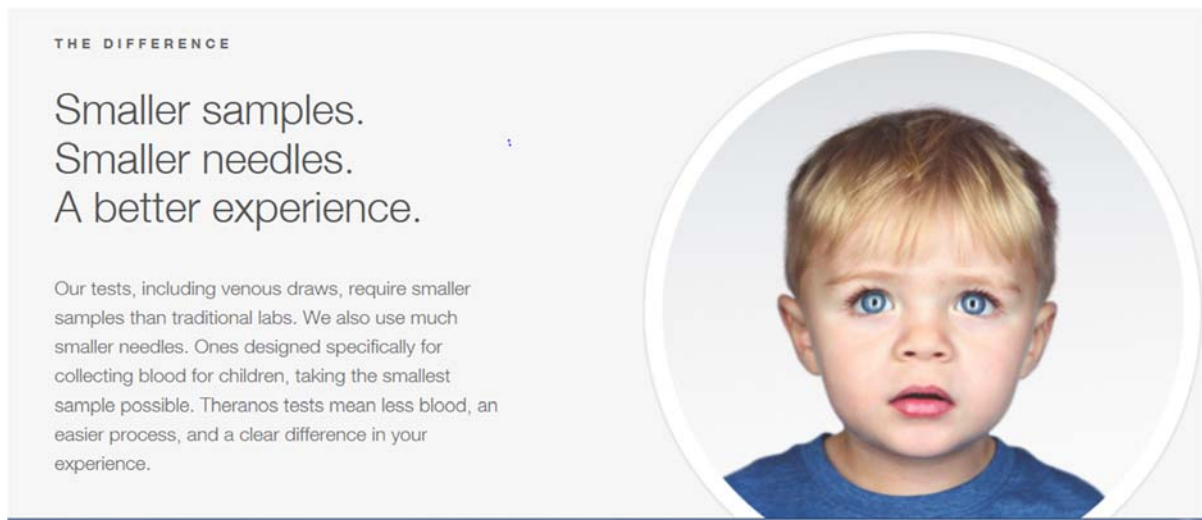 THE DIFFERENCE
Smaller samples.
Smaller needles.
A better experience.
Our tests, including venous draws, require smaller
samples than traditional labs. We also use much
smaller needles. Ones designed specifically for
collecting blood for children, taking the smallest
sample possible. Theranos tests mean less blood, an
easier process, and a clear difference in your
experience.